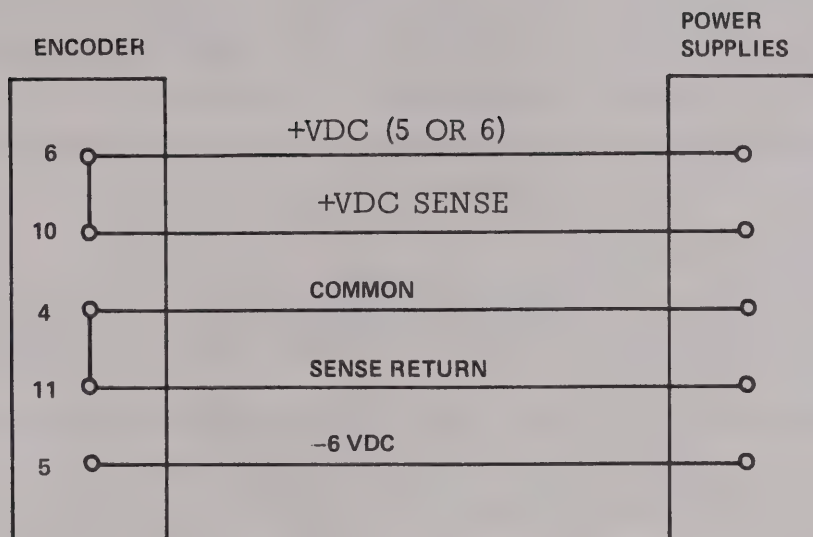 ENCODER
POWER
SUPPLIES
6
+VDC (5 OR 6)
10
+VDC SENSE
4
COMMON
11
SENSE RETURN
5
–6 VDC